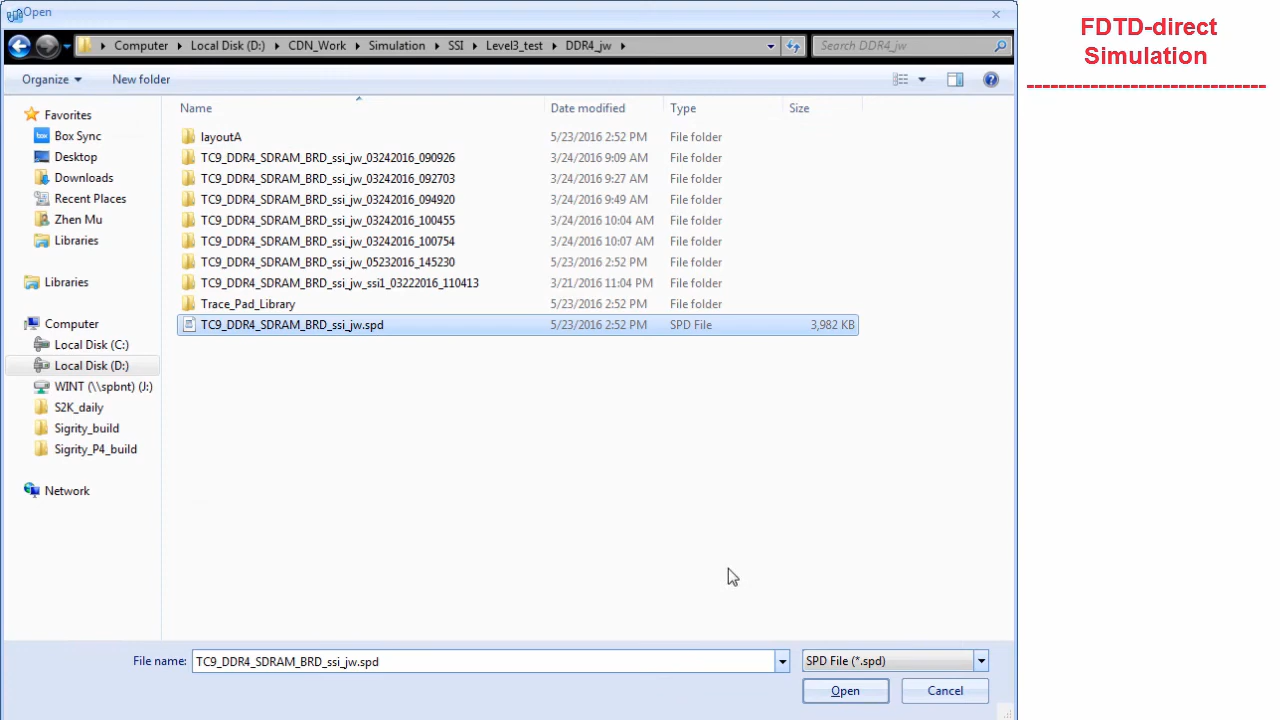 Open
FDTD-direct
Simulation
Computer Local Disk (D:) CDN_Work Simulation SSI Level3_test DDR4_jw
Search DDR4_jw
Organize New folder
Name Date modified Type Size
Favorites
Box Sync
Desktop
Downloads
Recent Places
Zhen Mu
Libraries
Libraries
Computer
Local Disk (C:)
Local Disk (D:)
WINT (\\spbnt) (J:)
S2K_daily
Sigrity_build
Sigrity_P4_build
Network
layoutA 5/23/2016 2:52 PM File folder
TC9_DDR4_SDRAM_BRD_ssi_jw_03242016_090926 3/24/2016 9:09 AM File folder
TC9_DDR4_SDRAM_BRD_ssi_jw_03242016_092703 3/24/2016 9:27 AM File folder
TC9_DDR4_SDRAM_BRD_ssi_jw_03242016_094920 3/24/2016 9:49 AM File folder
TC9_DDR4_SDRAM_BRD_ssi_jw_03242016_100455 3/24/2016 10:04 AM File folder
TC9_DDR4_SDRAM_BRD_ssi_jw_03242016_100754 3/24/2016 10:07 AM File folder
TC9_DDR4_SDRAM_BRD_ssi_jw_05232016_145230 5/23/2016 2:52 PM File folder
TC9_DDR4_SDRAM_BRD_ssi_jw_ssi1_03222016_110413 3/21/2016 11:04 PM File folder
Trace_Pad_Library 5/23/2016 2:52 PM File folder
TC9_DDR4_SDRAM_BRD_ssi_jw.spd 5/23/2016 2:52 PM SPD File 3,982 KB
File name: TC9_DDR4_SDRAM_BRD_ssi_jw.spd SPD File (*.spd)
Open Cancel